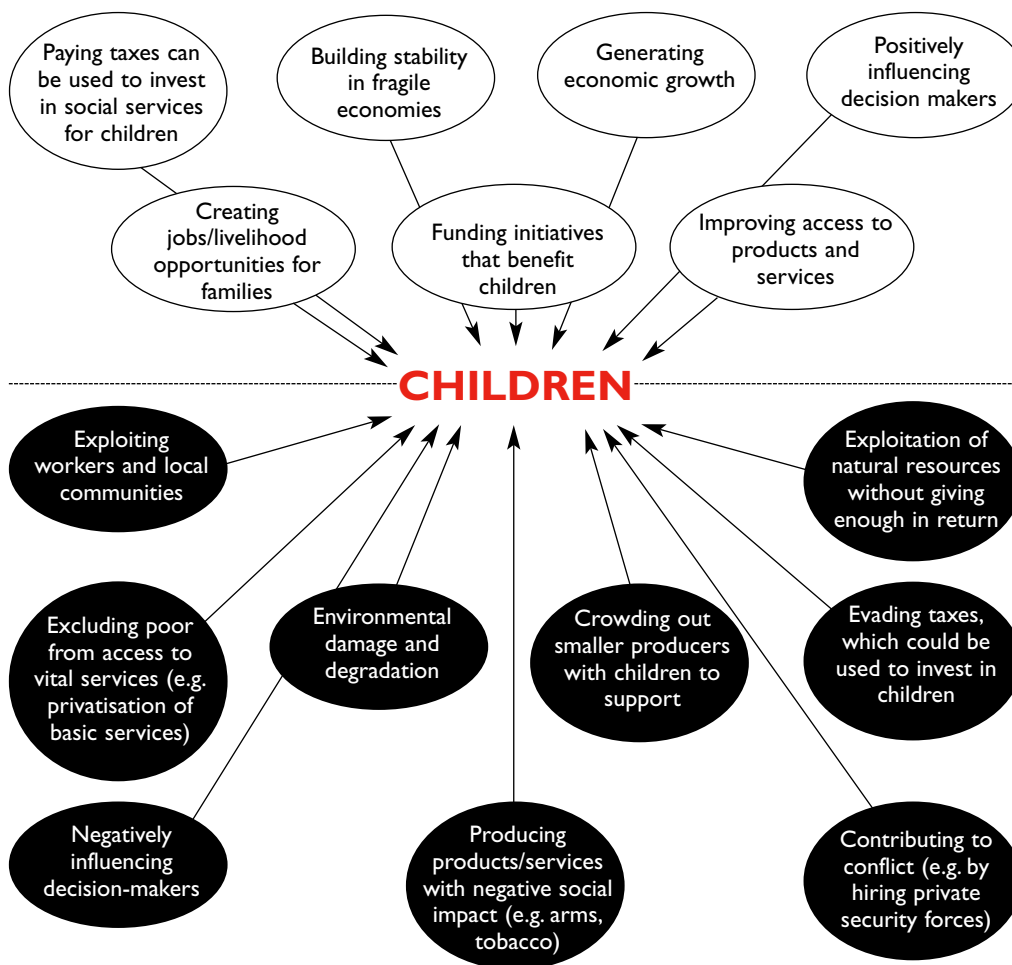 Paying taxes can
be used to invest
in social services
for children
Building stability
in fragile
economies
Generating
economic growth
Positively
influencing
decision makers
Creating
jobs/livelihood
opportunities for
families
Funding initiatives
that benefit
children
Improving access to
products and
services
CHILDREN
Exploiting
workers and local
communities
Exploitation of
natural resources
without giving
enough in return
Excluding poor
from access to
vital services (e.g.
privatisation of
basic services)
Environmental
damage and
degradation
Crowding out
smaller producers
with children to
support
Evading taxes,
which could be
used to invest in
children
Negatively
influencing
decision-makers
Producing
products/services
with negative social
impact (e.g. arms,
tobacco)
Contributing to
conflict (e.g. by
hiring private
security forces)